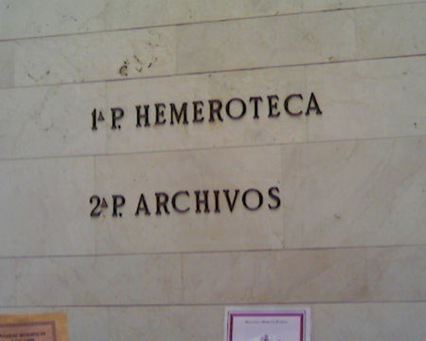 1ª P. HEMEROTECA
2ª P. ARCHIVOS